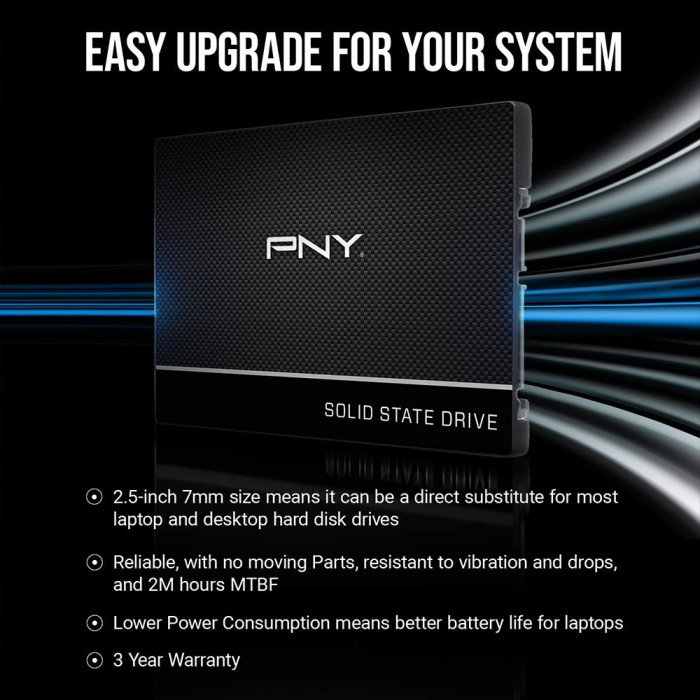 EASY UPGRADE FOR YOUR SYSTEM
PNY®
SOLID STATE DRIVE
2.5-inch 7mm size means it can be a direct substitute for most
laptop and desktop hard disk drives
Reliable, with no moving Parts, resistant to vibration and drops,
and 2M hours MTBF
Lower Power Consumption means better battery life for laptops
3 Year Warranty